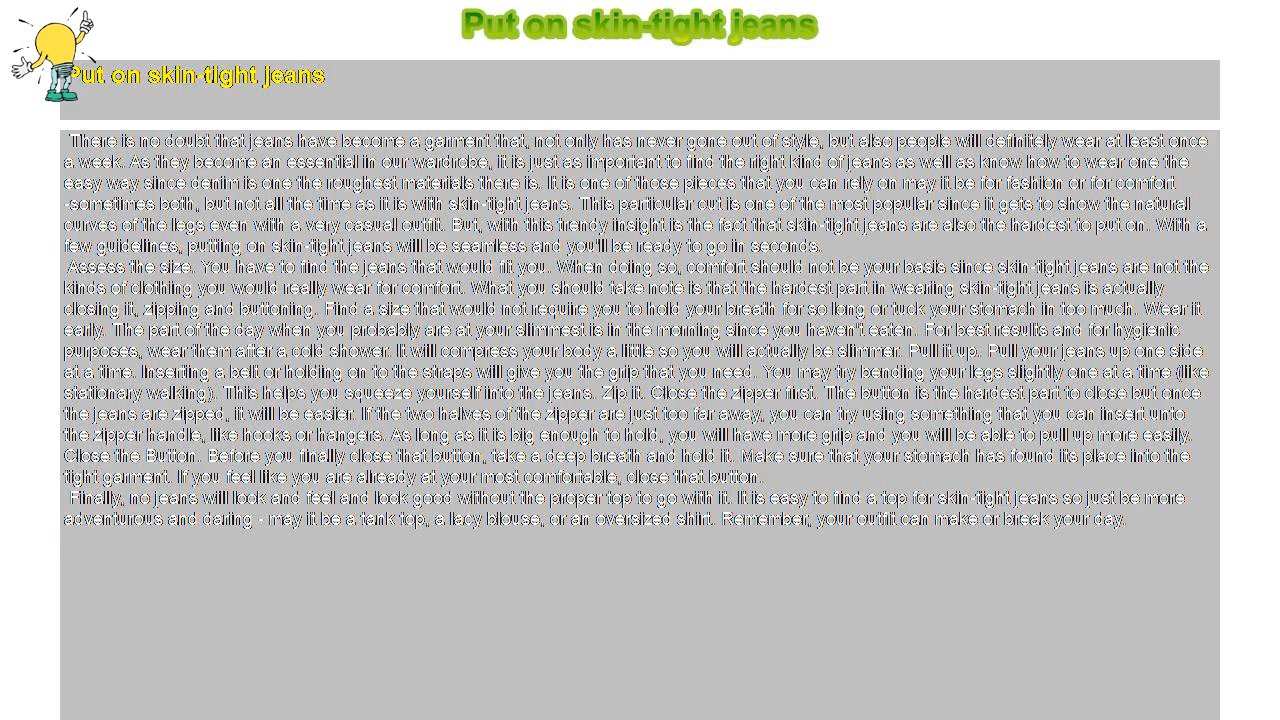 Put on skin-tight jeans
Put on skin-tight jeans
There is no doubt that jeans have become a garment that, not only has never gone out of style, but also people will definitely wear at least once
a week. As they become an essential in our wardrobe, it is just as important to find the right kind of jeans as well as know how to wear one the
easy way since denim is one the roughest materials there is. It is one of those pieces that you can rely on may it be for fashion or for comfort
-sometimes both, but not all the time as it is with skin-tight jeans. This particular cut is one of the most popular since it gets to show the natural
curves of the legs even with a very casual outfit. But, with this trendy insight is the fact that skin-tight jeans are also the hardest to put on. With a
few guidelines, putting on skin-tight jeans will be seamless and you'll be ready to go in seconds.
Assess the size. You have to find the jeans that would fit you. When doing so, comfort should not be your basis since skin-tight jeans are not the
kinds of clothing you would really wear for comfort. What you should take note is that the hardest part in wearing skin-tight jeans is actually
closing it, zipping and buttoning. Find a size that would not require you to hold your breath for so long or tuck your stomach in too much. Wear it
early. The part of the day when you probably are at your slimmest is in the morning since you haven't eaten. For best results and for hygienic
purposes, wear them after a cold shower. It will compress your body a little so you will actually be slimmer. Pull it up. Pull your jeans up one side
at a time. Inserting a belt or holding on to the straps will give you the grip that you need. You may try bending your legs slightly one at a time (like
stationary walking). This helps you squeeze yourself into the jeans. Zip it. Close the zipper first. The button is the hardest part to close but once
the jeans are zipped, it will be easier. If the two halves of the zipper are just too far away, you can try using something that you can insert unto
the zipper handle, like hooks or hangers. As long as it is big enough to hold, you will have more grip and you will be able to pull up more easily.
Close the Button. Before you finally close that button, take a deep breath and hold it. Make sure that your stomach has found its place into the
tight garment. If you feel like you are already at your most comfortable, close that button.
Finally, no jeans will look and feel and look good without the proper top to go with it. It is easy to find a top for skin-tight jeans so just be more
adventurous and daring - may it be a tank top, a lacy blouse, or an oversized shirt. Remember, your outfit can make or break your day.